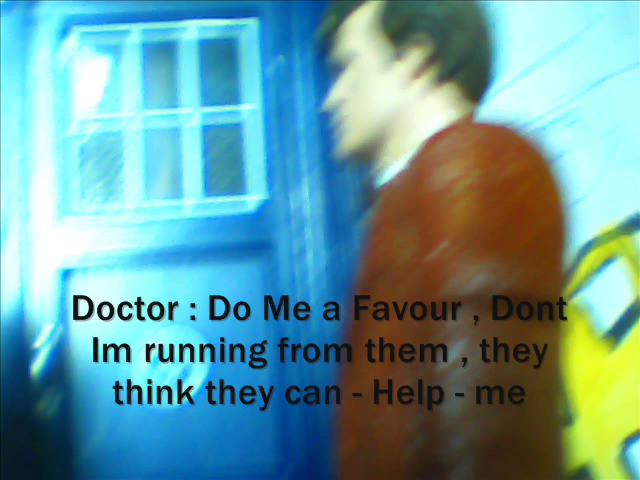 Doctor : Do Me a Favour , Dont
Im running from them , they
think they can - Help - me